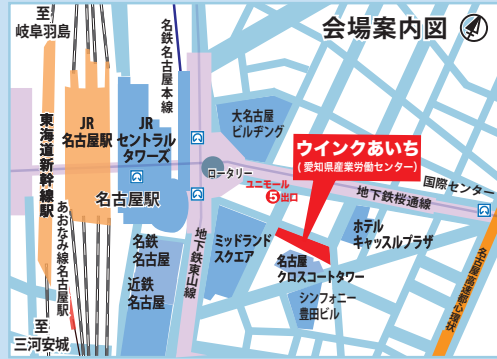 会場案内図
至
岐阜羽島
名鉄名古屋本線
東海道新幹線駅
JR
名古屋駅
JR
セントラル
タワーズ
大名古屋
ビルヂング
ウインクあいち
(愛知県産業労働センター)
ロータリー
ユニモール
5出口
国際センター
地下鉄桜通線
名古屋駅
あおなみ線名古屋駅
名鉄
名古屋
近鉄
名古屋
地下鉄東山線
ミッドランド
スクエア
名古屋
クロスコートタワー
ホテル
キャッスルプラザ
シンフォニー
豊田ビル
名古屋高速都心環状
至
三河安城